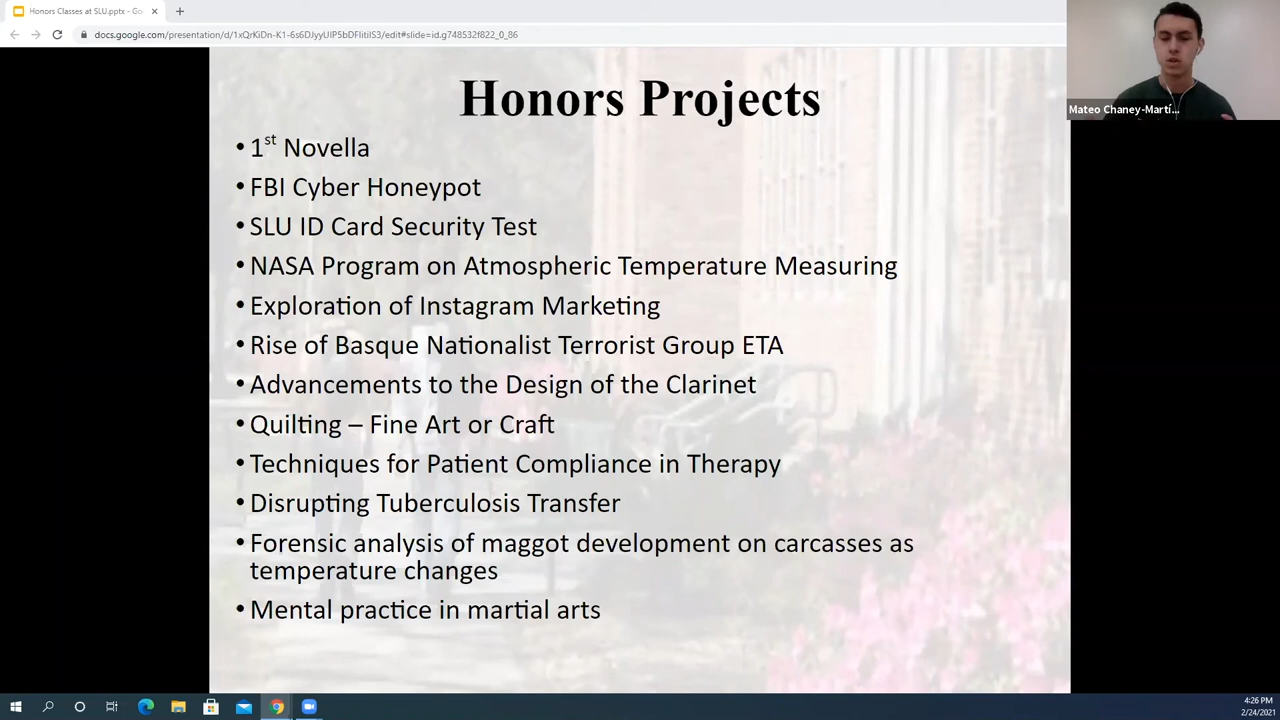 Honors Classes at SLU.pptx - Go
docs.google.com/presentation/d/1xQrKiDn-K1-6s6DJyyUIP5bDFIitiIS3/edit#slide=id.g748532f822_0_86
Mateo Chaney-Martí...
Honors Projects
• 1st Novella
• FBI Cyber Honeypot
• SLU ID Card Security Test
• NASA Program on Atmospheric Temperature Measuring
• Exploration of Instagram Marketing
• Rise of Basque Nationalist Terrorist Group ETA
• Advancements to the Design of the Clarinet
• Quilting – Fine Art or Craft
• Techniques for Patient Compliance in Therapy
• Disrupting Tuberculosis Transfer
• Forensic analysis of maggot development on carcasses as
temperature changes
• Mental practice in martial arts
4:26 PM
2/24/2021